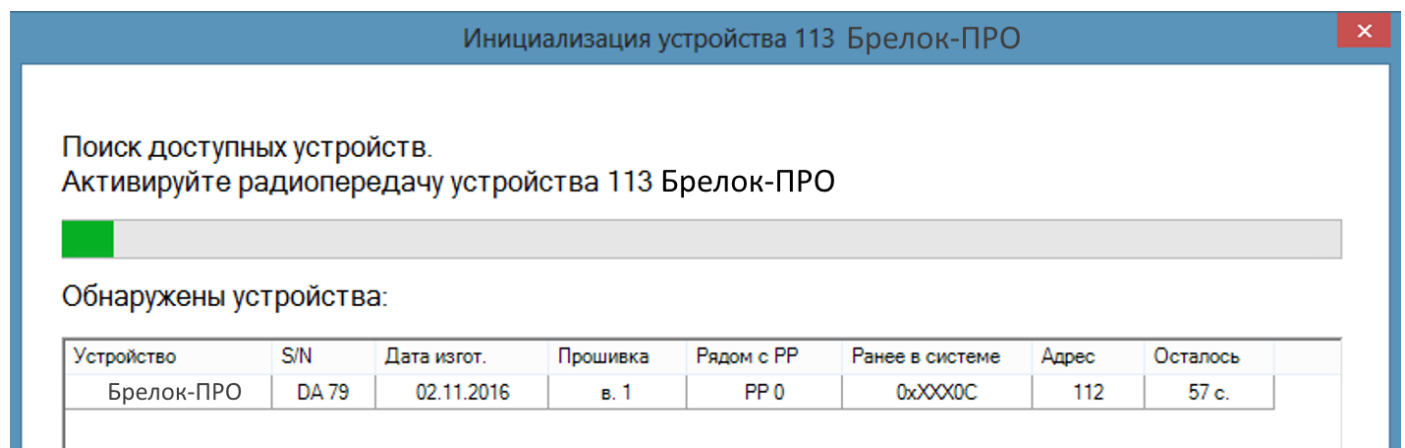 Инициализация устройства 113 Брелок-ПРО
Поиск доступных устройств.
Активируйте радиопередачу устройства 113 Брелок-ПРО
Обнаружены устройства:
Устройство S/N Дата изгот. Прошивка Рядом с РР Ранее в системе Адрес Осталось
Брелок-ПРО DA 79 02.11.2016 в. 1 РР 0 0xXXX0C 112 57 с.